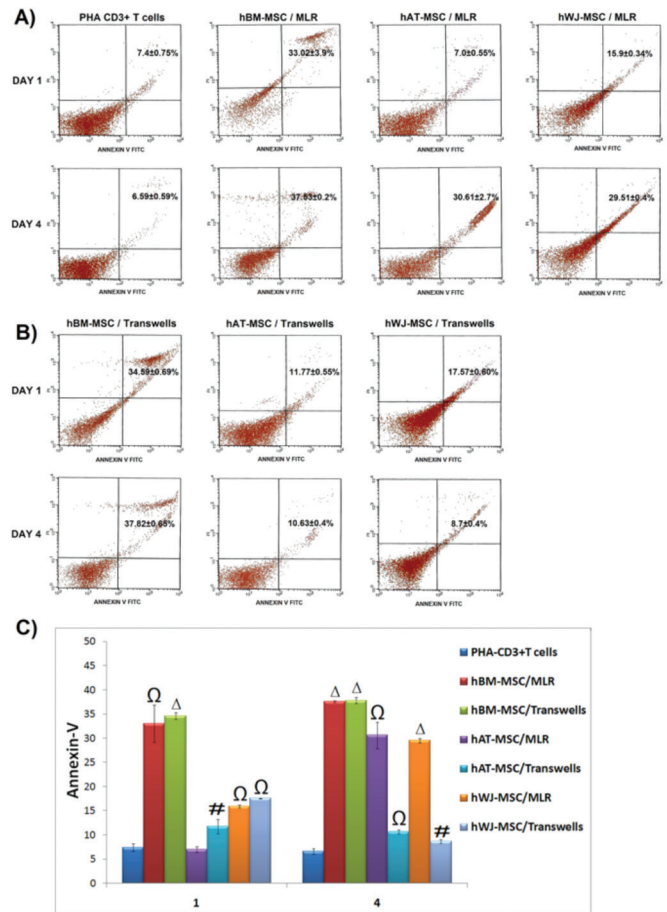 A)
PHA CD3+ T cells
hBM-MSC / MLR
hAT-MSC / MLR
hWJ-MSC / MLR
DAY 1
7.4±0.75%
33.02±3.9%
7.0±0.55%
15.9±0.34%
ANNEXIN V FITC
ANNEXIN V FITC
ANNEXIN V FITC
ANNEXIN V FITC
DAY 4
6.59±0.59%
37.53±0.2%
30.61±2.7%
29.51±0.4%
ANNEXIN V FITC
ANNEXIN V FITC
ANNEXIN V FITC
ANNEXIN V FITC
B)
hBM-MSC / Transwells
hAT-MSC / Transwells
hWJ-MSC / Transwells
DAY 1
34.59±0.69%
11.77±0.55%
17.57±0.60%
ANNEXIN V FITC
ANNEXIN V FITC
ANNEXIN V FITC
DAY 4
37.82±0.65%
10.63±0.4%
8.7±0.4%
ANNEXIN V FITC
ANNEXIN V FITC
ANNEXIN V FITC
C)
Annexin-V
50
45
40
35
30
25
20
15
10
5
0
Ω
Δ
#
Ω
Ω
Δ
Δ
Ω
Ω
Δ
#
1
4
PHA-CD3+T cells
hBM-MSC/MLR
hBM-MSC/Transwells
hAT-MSC/MLR
hAT-MSC/Transwells
hWJ-MSC/MLR
hWJ-MSC/Transwells